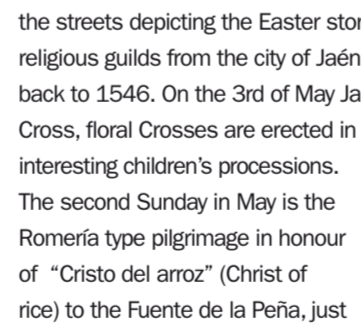 the streets depicting the Easter
religious guilds from the city of Jaén
back to 1546. On the 3rd of May
Cross, floral Crosses are erected in
interesting children’s processions.
The second Sunday in May is the
Romería type pilgrimage in honour
of “Cristo del arroz” (Christ of
rice) to the Fuente de la Peña, just